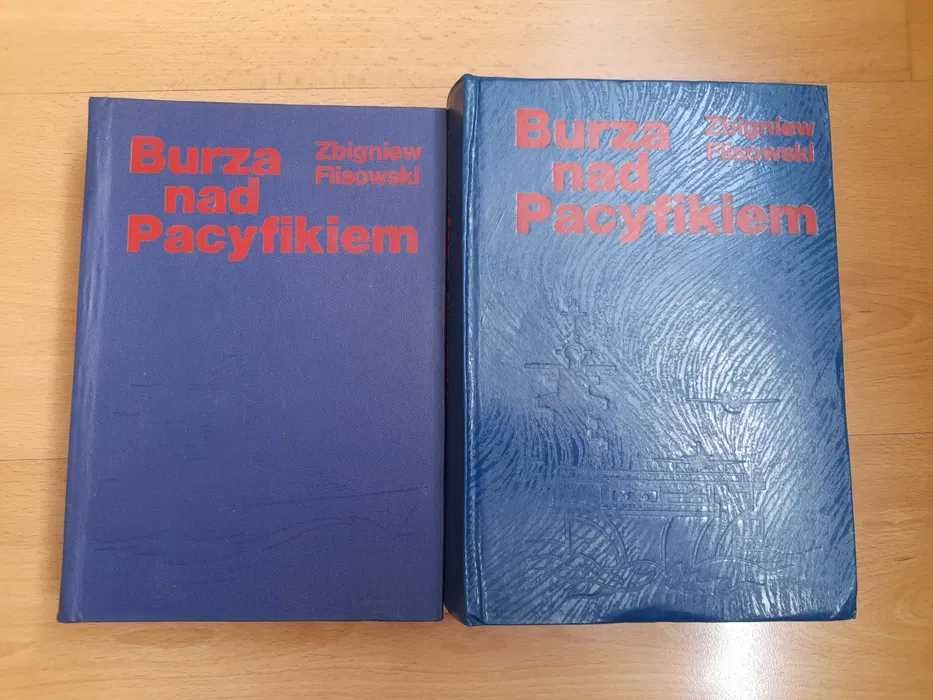 Burza
nad
Pacyfikiem
Zbigniew
Flisowski
Burza
nad
Pacyfikiem
Zbigniew
Flisowski